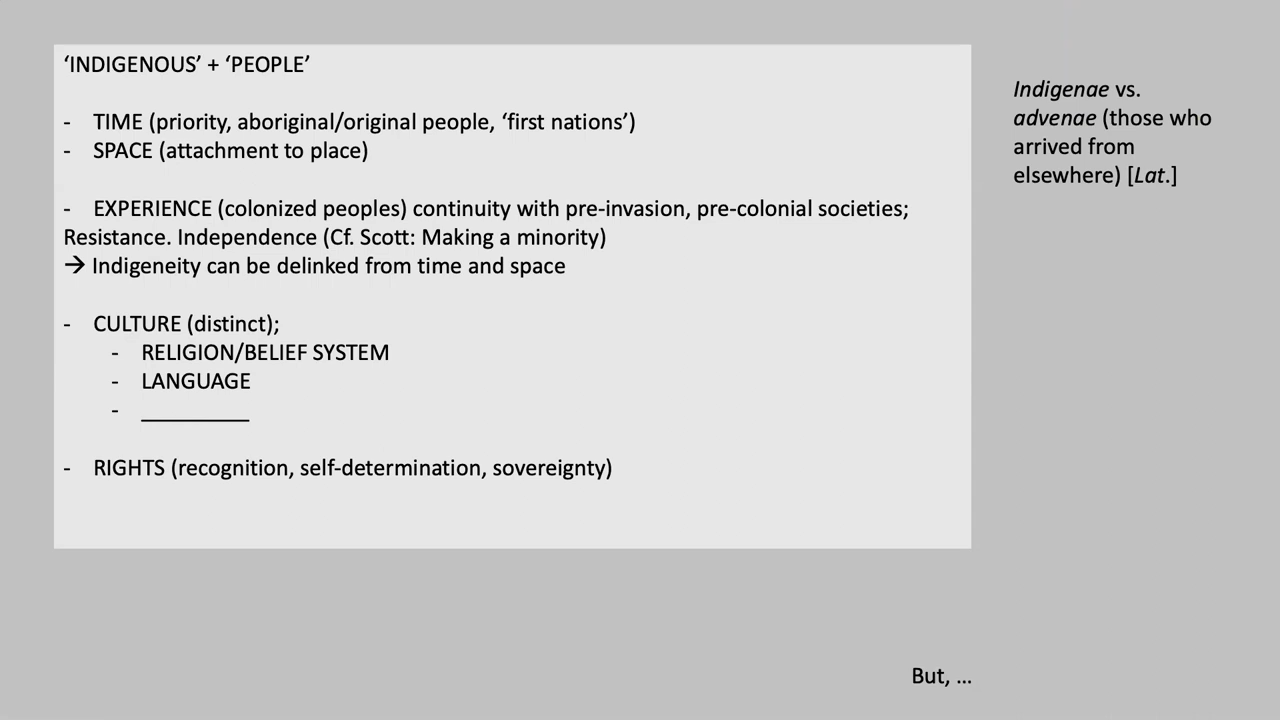 ‘INDIGENOUS’ + ‘PEOPLE’
- TIME (priority, aboriginal/original people, ‘first nations’)
- SPACE (attachment to place)
- EXPERIENCE (colonized peoples) continuity with pre-invasion, pre-colonial societies;
Resistance. Independence (Cf. Scott: Making a minority)
→ Indigeneity can be delinked from time and space
- CULTURE (distinct);
- RELIGION/BELIEF SYSTEM
- LANGUAGE
- _________
- RIGHTS (recognition, self-determination, sovereignty)
Indigenae vs.
advenae (those who
arrived from
elsewhere) [Lat.]
But, ...